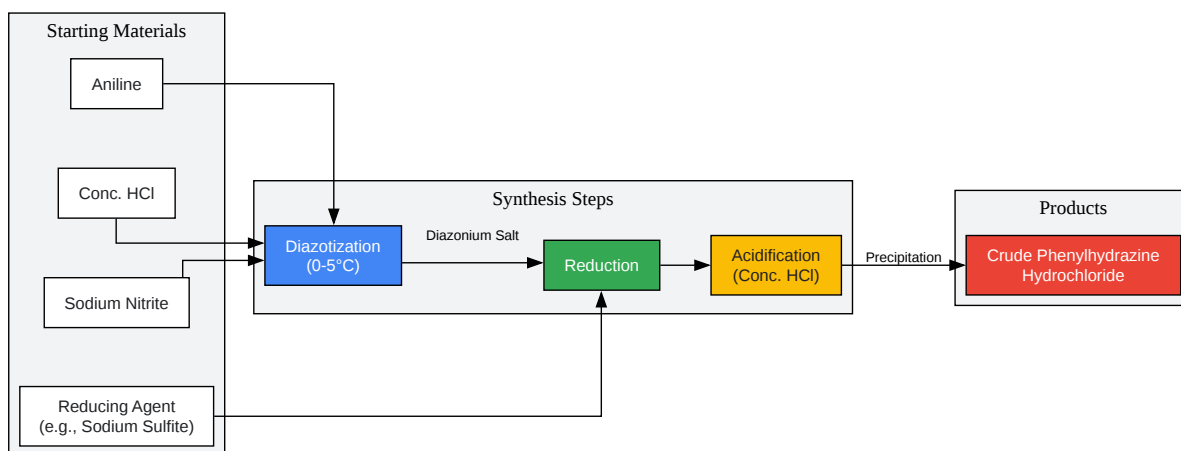 Starting Materials
Aniline
Conc. HCl
Sodium Nitrite
Reducing Agent
(e.g., Sodium Sulfite)
Synthesis Steps
Diazotization
(0-5°C)
Diazonium Salt
Reduction
Acidification
(Conc. HCl)
Precipitation
Products
Crude Phenylhydrazine
Hydrochloride